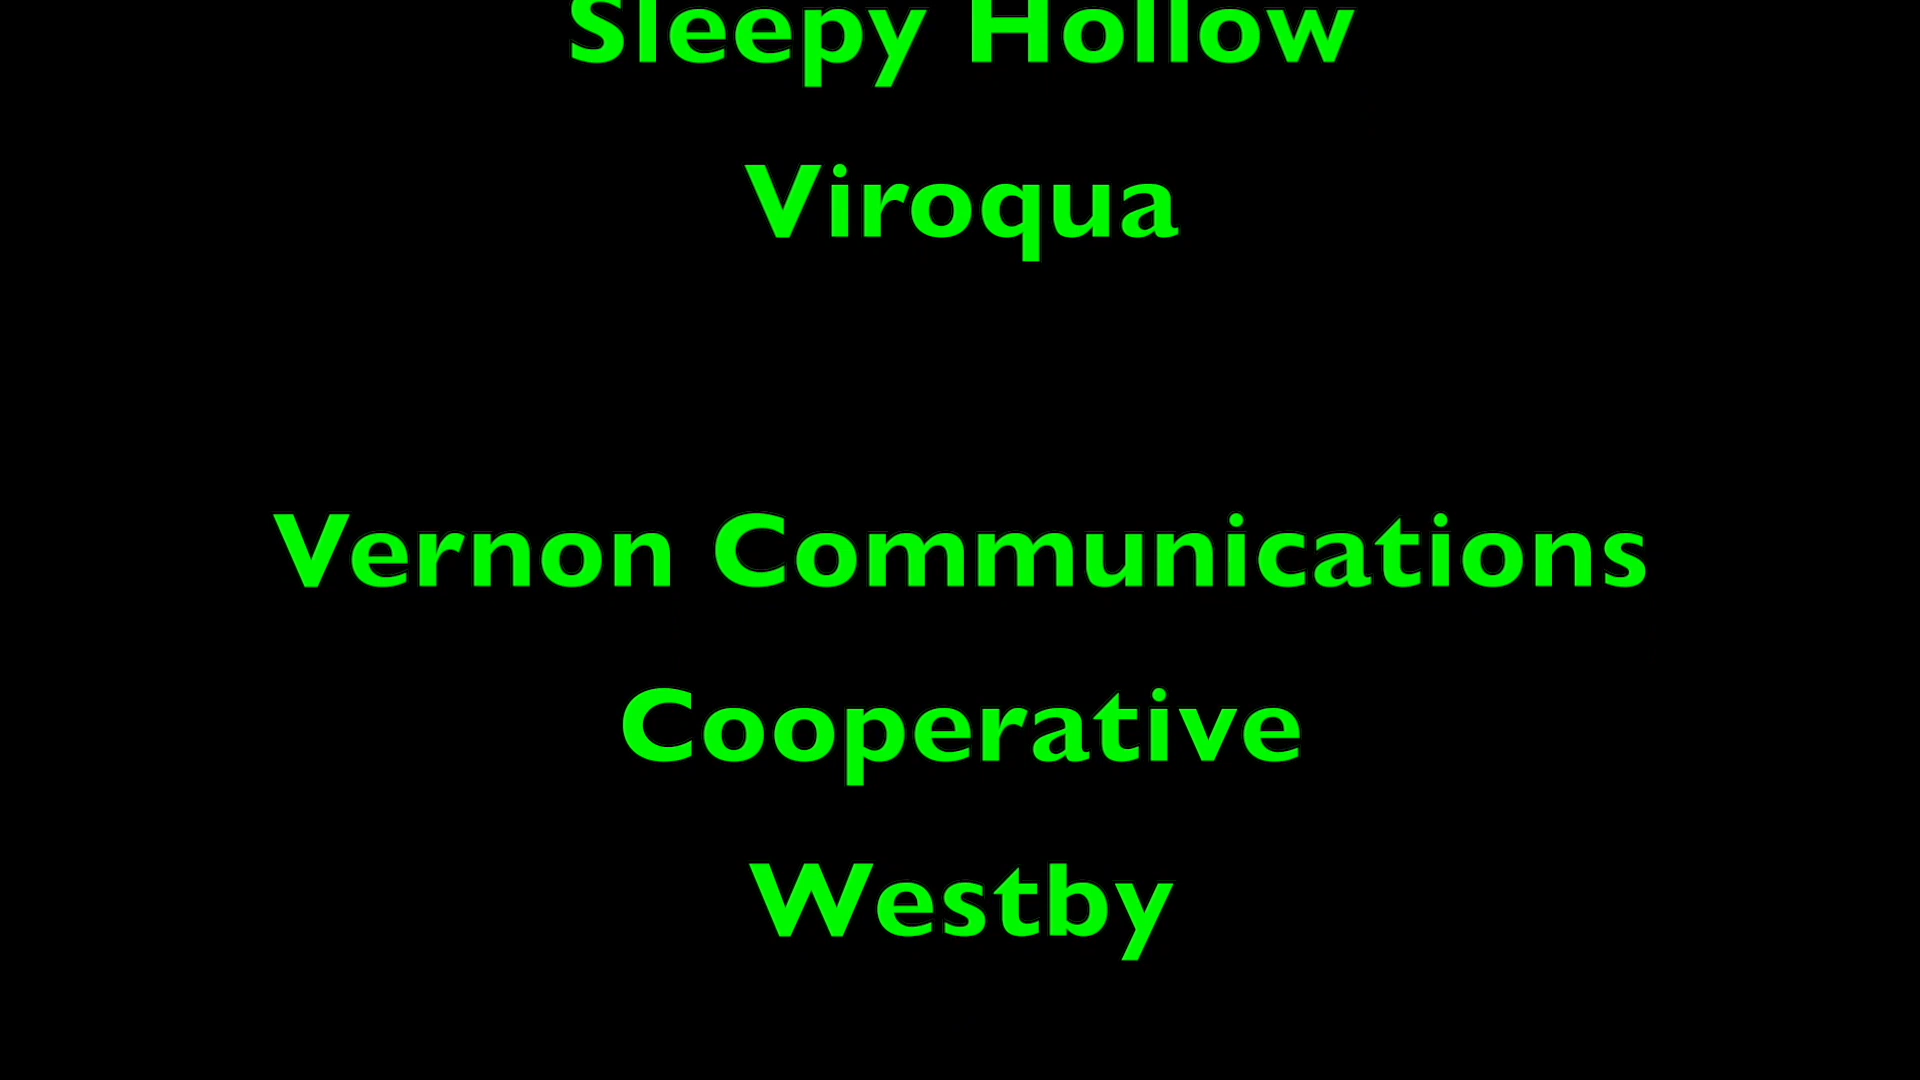 Sleepy Hollow
Viroqua
Vernon Communications
Cooperative
Westby